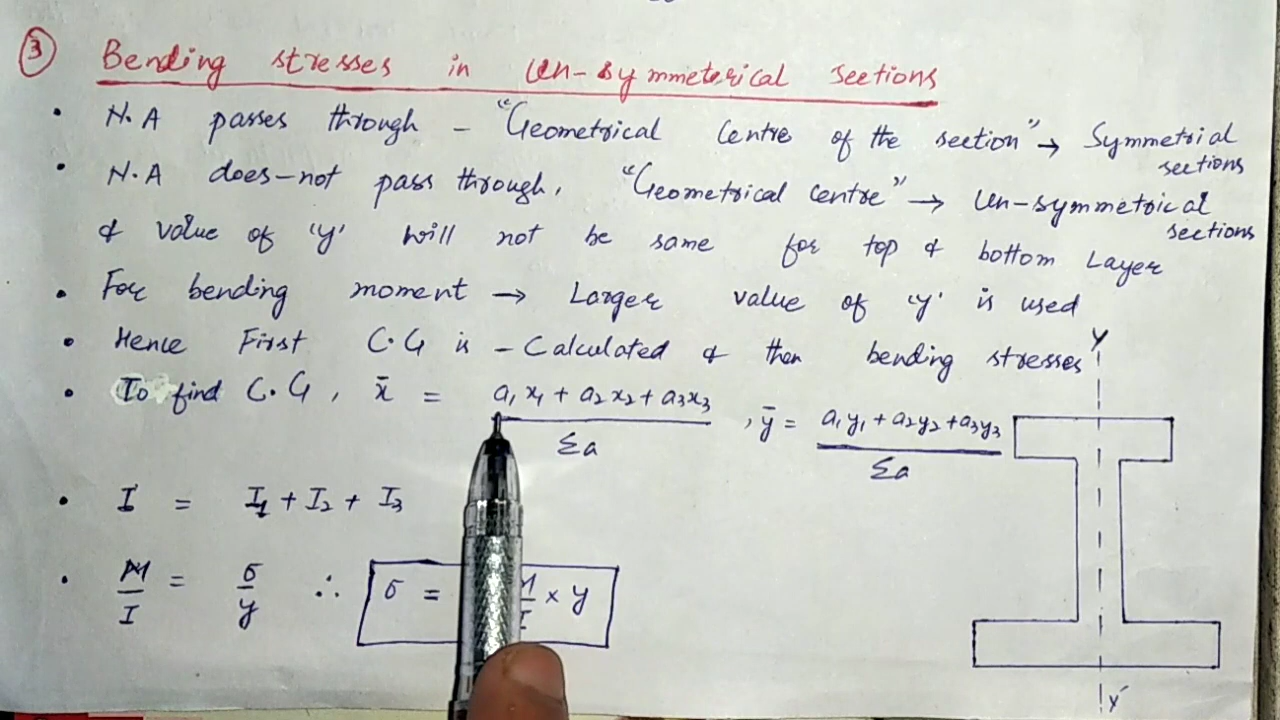 ③ Bending stresses in Un-symmeterical sections
• N.A passes through - "Geometrical Centre of the section" → Symmetrial sections
• N.A does-not pass through, "Geometrical centre" → Un-symmetrical sections
& value of 'y' will not be same for top & bottom Layer
• For bending moment → Larger value of 'y' is used
• Hence First C.G is - Calculated & then bending stresses
• To find C.G, x̄ = a₁x₁ + a₂x₂ + a₃x₃ / Σa , ȳ = a₁y₁ + a₂y₂ + a₃y₃ / Σa
• I = I₁ + I₂ + I₃
• M/I = σ/y ∴ σ = M/I × y
Y
Y'